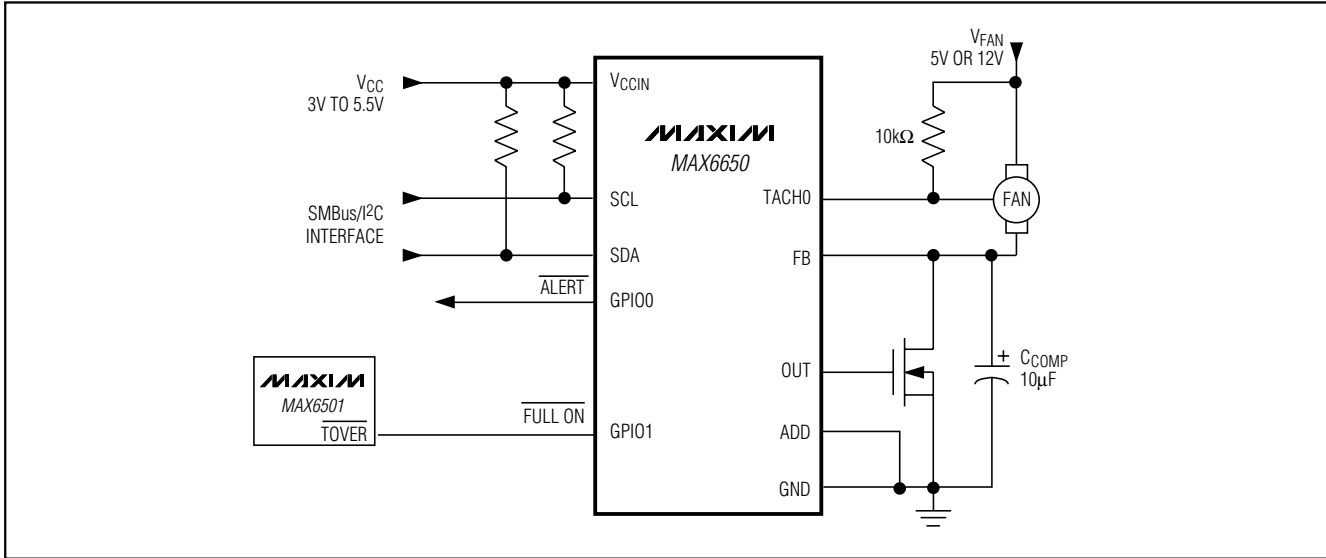 VCC
3V TO 5.5V
SMBus/I²C
INTERFACE
ALERT
MAXIM
MAX6501
TOVER
FULL ON
VCCIN
MAXIM
MAX6650
SCL
SDA
GPIO0
GPIO1
TACH0
FB
OUT
ADD
GND
VFAN
5V OR 12V
10kΩ
FAN
+
CCOMP
10µF